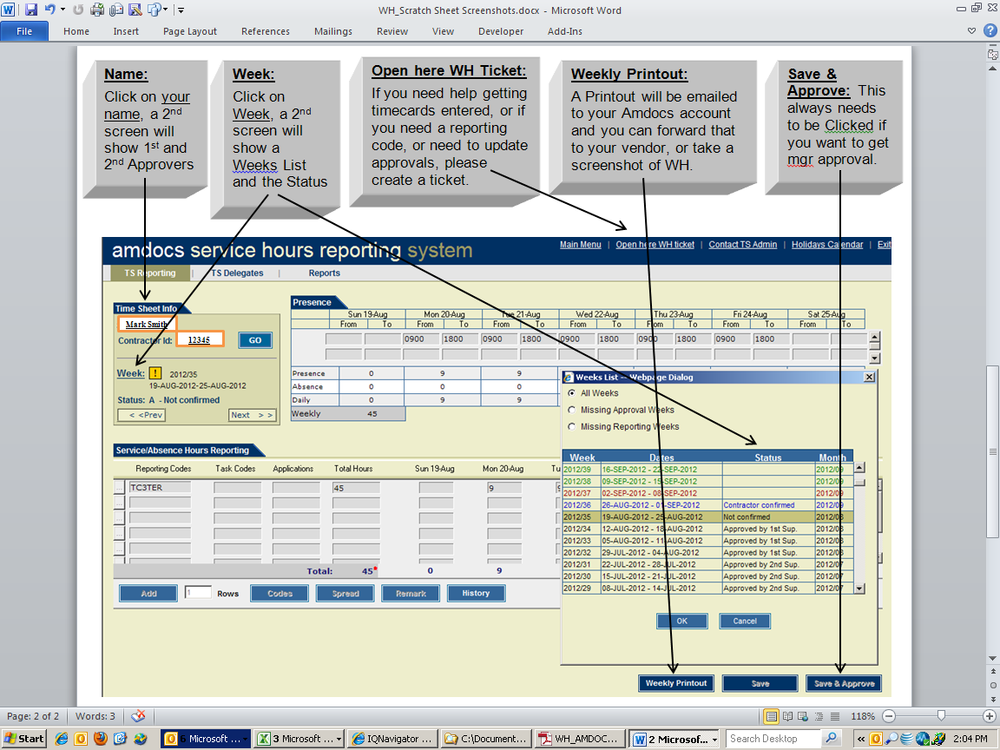 WH_Scratch Sheet Screenshots.docx - Microsoft Word
File Home Insert Page Layout References Mailings Review View Developer Add-Ins
Name:
Click on your
name, a 2nd
screen will
show 1st and
2nd Approvers
Week:
Click on
Week, a 2nd
screen will
show a
Weeks List
and the Status
Open here WH Ticket:
If you need help getting
timecards entered, or if
you need a reporting
code, or need to update
approvals, please
create a ticket.
Weekly Printout:
A Printout will be emailed
to your Amdocs account
and you can forward that
to your vendor, or take a
screenshot of WH.
Save &
Approve: This
always needs
to be Clicked if
you want to get
mgr approval.
amdocs service hours reporting system
Main Menu | Open here WH ticket | Contact TS Admin | Holidays Calendar | Exit
TS Reporting | TS Delegates | Reports
Time Sheet Info
Mark Smith
Contractor Id: 12345 GO
Week: ! 2012/35
19-AUG-2012-25-AUG-2012
Status: A - Not confirmed
< <Prev Next > >
Presence
Sun 19-Aug Mon 20-Aug Tue 21-Aug Wed 22-Aug Thu 23-Aug Fri 24-Aug Sat 25-Aug
From To From To From To From To From To From To From To
0900 1800 0900 1800 0900 1800 0900 1800 0900 1800
Presence 0 9 9
Absence 0 0 0
Daily 0 9 9
Weekly 45
Service/Absence Hours Reporting
Reporting Codes Task Codes Applications Total Hours Sun 19-Aug Mon 20-Aug Tu
... TC3TER 45 9 9
...
...
...
...
Total: 45* 0 9
Add 1 Rows Codes Spread Remark History
Weeks List -- Webpage Dialog
All Weeks
Missing Approval Weeks
Missing Reporting Weeks
Week Dates Status Month
2012/39 16-SEP-2012 - 22-SEP-2012 2012/09
2012/38 09-SEP-2012 - 15-SEP-2012 2012/09
2012/37 02-SEP-2012 - 08-SEP-2012 2012/09
2012/36 26-AUG-2012 - 01-SEP-2012 Contractor confirmed 2012/09
2012/35 19-AUG-2012 - 25-AUG-2012 Not confirmed 2012/08
2012/34 12-AUG-2012 - 18-AUG-2012 Approved by 1st Sup. 2012/08
2012/33 05-AUG-2012 - 11-AUG-2012 Approved by 1st Sup. 2012/08
2012/32 29-JUL-2012 - 04-AUG-2012 Approved by 1st Sup. 2012/08
2012/31 22-JUL-2012 - 28-JUL-2012 Approved by 2nd Sup. 2012/07
2012/30 15-JUL-2012 - 21-JUL-2012 Approved by 2nd Sup. 2012/07
2012/29 08-JUL-2012 - 14-JUL-2012 Approved by 2nd Sup. 2012/07
OK Cancel
Weekly Printout Save Save & Approve
Page: 2 of 2 Words: 3 118%
Start 6 Microsoft ... 3 Microsoft ... IQNavigator ... C:\Document... WH_AMDOC... 2 Microsof... Search Desktop 2:04 PM